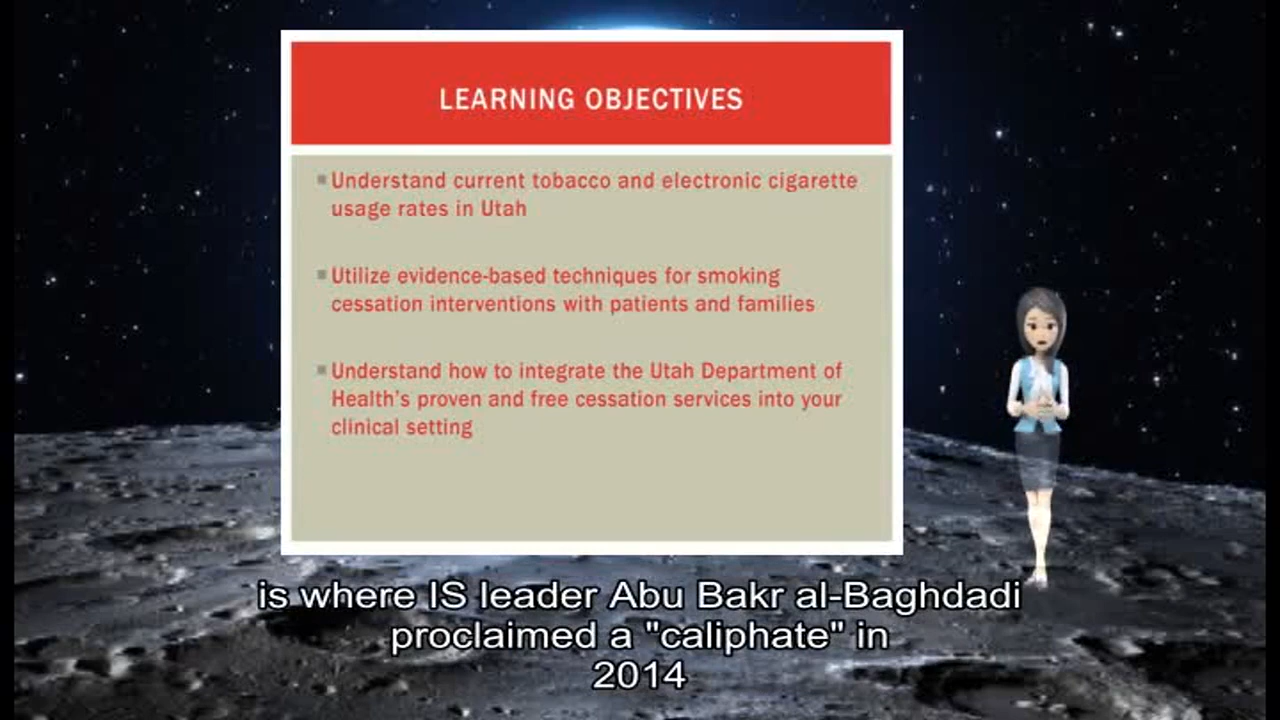 LEARNING OBJECTIVES
Understand current tobacco and electronic cigarette
usage rates in Utah
Utilize evidence-based techniques for smoking
cessation interventions with patients and families
Understand how to integrate the Utah Department of
Health's proven and free cessation services into your
clinical setting
is where IS leader Abu Bakr al-Baghdadi
proclaimed a "caliphate" in
2014